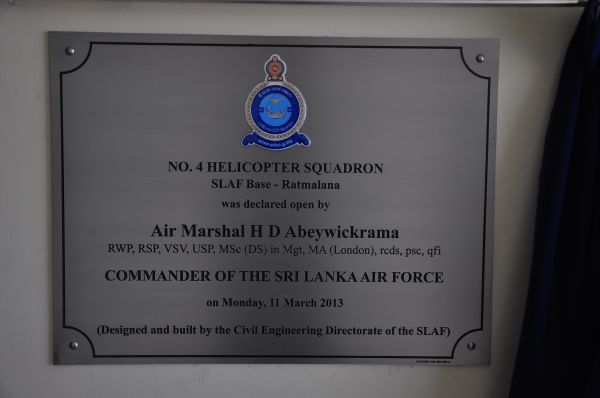 NO. 4 HELICOPTER SQUADRON
SLAF Base - Ratmalana
was declared open by
Air Marshal H D Abeywickrama
RWP, RSP, VSV, USP, MSc (DS) in Mgt, MA (London), rcds, psc, qfi
COMMANDER OF THE SRI LANKA AIR FORCE
on Monday, 11 March 2013
(Designed and built by the Civil Engineering Directorate of the SLAF)